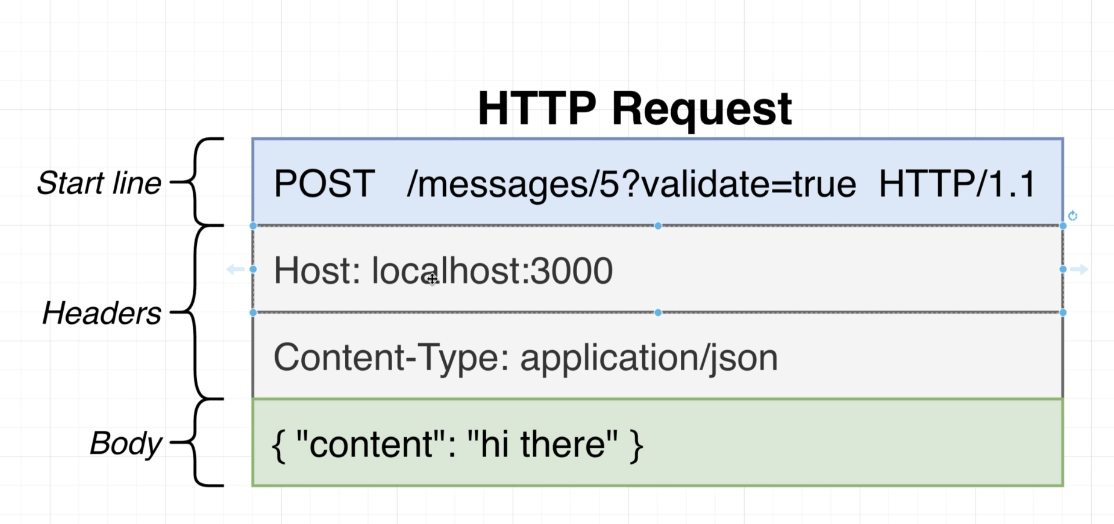 HTTP Request
Start line
POST /messages/5?validate=true HTTP/1.1
Headers
Host: localhost:3000
Content-Type: application/json
Body
{ "content": "hi there" }